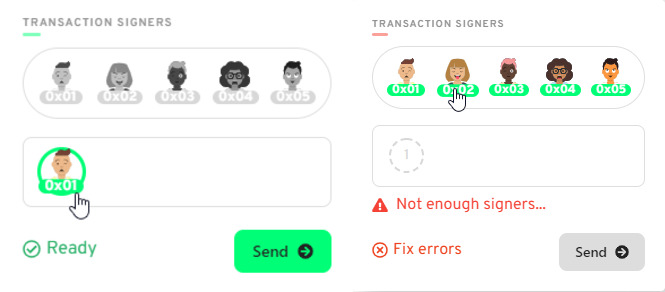 TRANSACTION SIGNERS
0x01 0x02 0x03 0x04 0x05
0x01
Ready
Send
TRANSACTION SIGNERS
0x01 0x02 0x03 0x04 0x05
1
Not enough signers...
Fix errors
Send